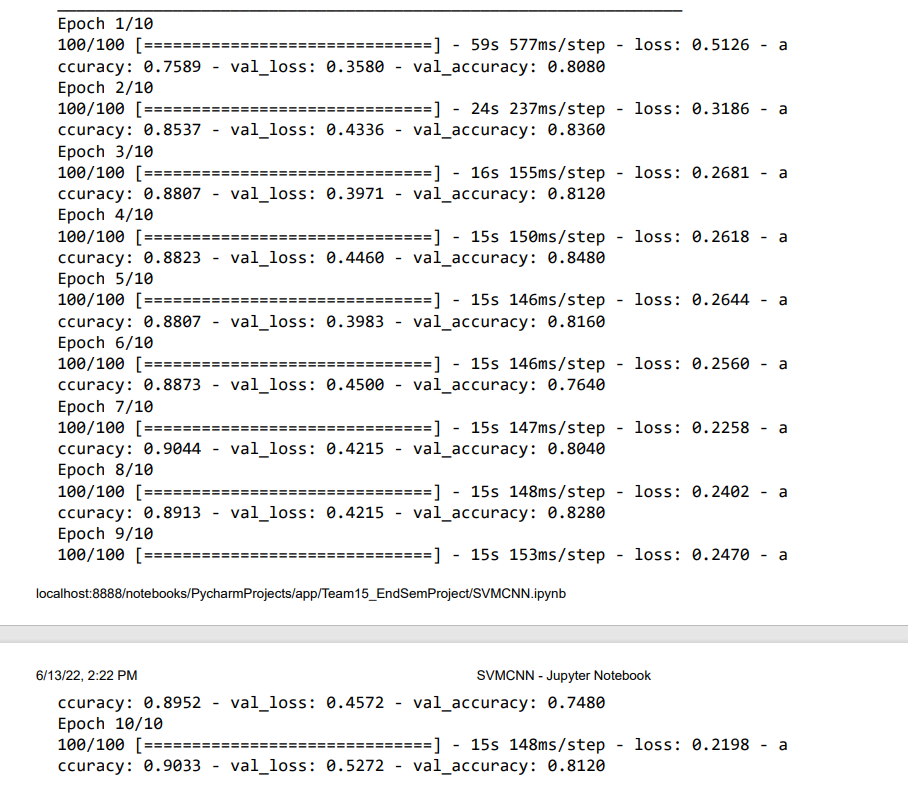 Epoch 1/10
100/100 [==============================] - 59s 577ms/step - loss: 0.5126 - a
ccuracy: 0.7589 - val_loss: 0.3580 - val_accuracy: 0.8080
Epoch 2/10
100/100 [==============================] - 24s 237ms/step - loss: 0.3186 - a
ccuracy: 0.8537 - val_loss: 0.4336 - val_accuracy: 0.8360
Epoch 3/10
100/100 [==============================] - 16s 155ms/step - loss: 0.2681 - a
ccuracy: 0.8807 - val_loss: 0.3971 - val_accuracy: 0.8120
Epoch 4/10
100/100 [==============================] - 15s 150ms/step - loss: 0.2618 - a
ccuracy: 0.8823 - val_loss: 0.4460 - val_accuracy: 0.8480
Epoch 5/10
100/100 [==============================] - 15s 146ms/step - loss: 0.2644 - a
ccuracy: 0.8807 - val_loss: 0.3983 - val_accuracy: 0.8160
Epoch 6/10
100/100 [==============================] - 15s 146ms/step - loss: 0.2560 - a
ccuracy: 0.8873 - val_loss: 0.4500 - val_accuracy: 0.7640
Epoch 7/10
100/100 [==============================] - 15s 147ms/step - loss: 0.2258 - a
ccuracy: 0.9044 - val_loss: 0.4215 - val_accuracy: 0.8040
Epoch 8/10
100/100 [==============================] - 15s 148ms/step - loss: 0.2402 - a
ccuracy: 0.8913 - val_loss: 0.4215 - val_accuracy: 0.8280
Epoch 9/10
100/100 [==============================] - 15s 153ms/step - loss: 0.2470 - a
localhost:8888/notebooks/PycharmProjects/app/Team15_EndSemProject/SVMCNN.ipynb
6/13/22, 2:22 PM SVMCNN - Jupyter Notebook
ccuracy: 0.8952 - val_loss: 0.4572 - val_accuracy: 0.7480
Epoch 10/10
100/100 [==============================] - 15s 148ms/step - loss: 0.2198 - a
ccuracy: 0.9033 - val_loss: 0.5272 - val_accuracy: 0.8120